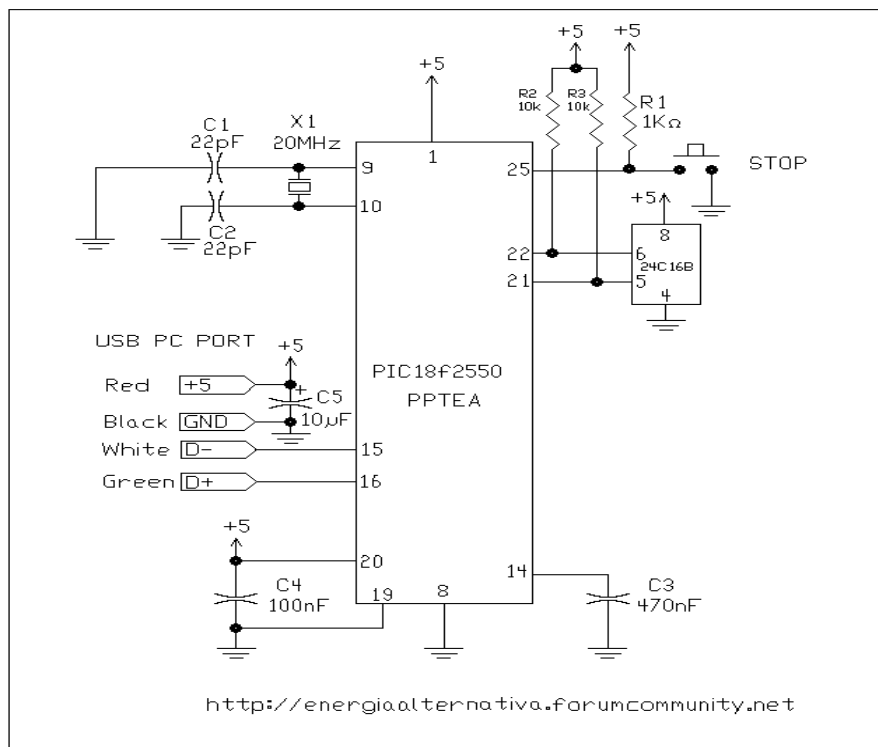 +5 +5
+5
R2 10k
R3 10k
R1 1KΩ
C1 22pF
X1 20MHz
9
1
25
STOP
10
+5
C2 22pF
8
22
6
24C16B
21
5
4
USB PC PORT
+5
PIC18f2550
PPTEA
Red +5
+
C5 10µF
Black GND
White D-
15
Green D+
16
+5
20
14
C4 100nF
19
8
C3 470nF
http://energiaalternativa.forumcommunity.net